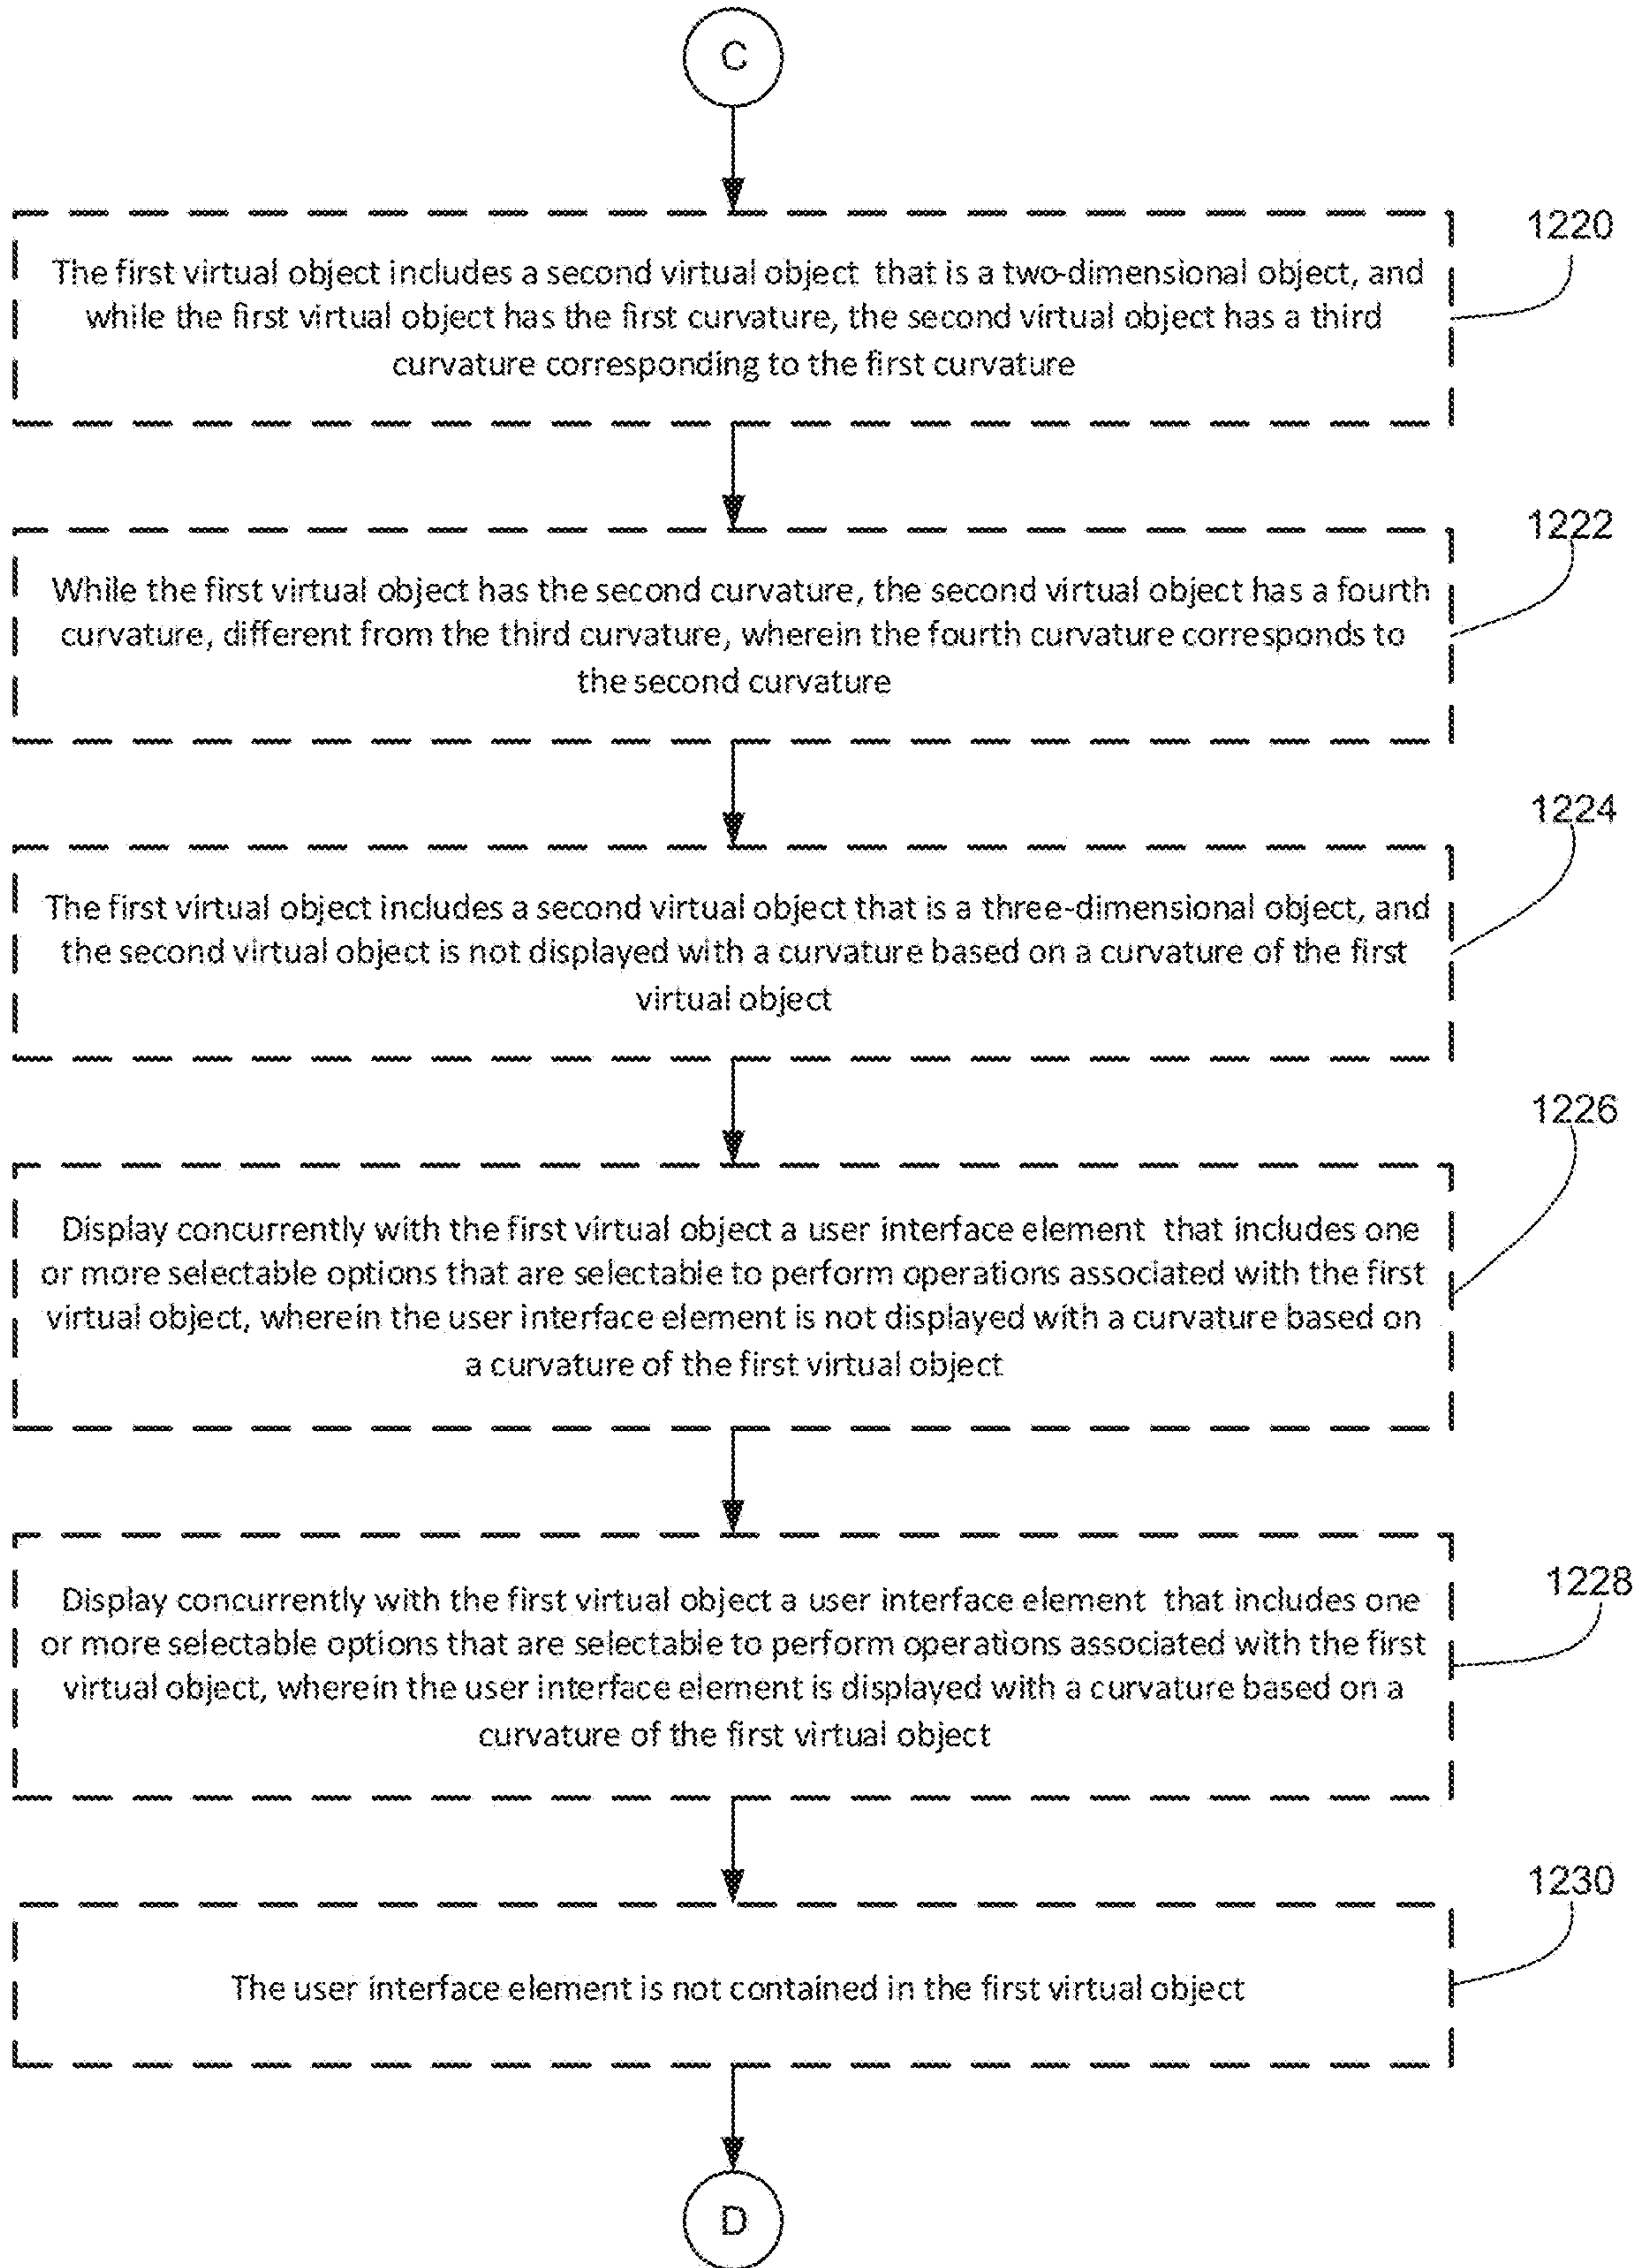 C
1220
The first virtual object includes a second virtual object that is a two-dimensional object, and
while the first virtual object has the first curvature, the second virtual object has a third
curvature corresponding to the first curvature
1222
While the first virtual object has the second curvature, the second virtual object has a fourth
curvature, different from the third curvature, wherein the fourth curvature corresponds to
the second curvature
1224
The first virtual object includes a second virtual object that is a three-dimensional object, and
the second virtual object is not displayed with a curvature based on a curvature of the first
virtual object
1226
Display concurrently with the first virtual object a user interface element that includes one
or more selectable options that are selectable to perform operations associated with the first
virtual object, wherein the user interface element is not displayed with a curvature based on
a curvature of the first virtual object
1228
Display concurrently with the first virtual object a user interface element that includes one
or more selectable options that are selectable to perform operations associated with the first
virtual object, wherein the user interface element is displayed with a curvature based on a
curvature of the first virtual object
1230
The user interface element is not contained in the first virtual object
D